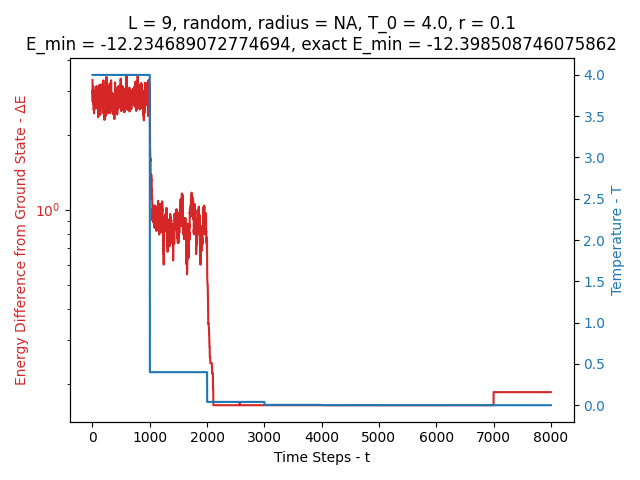 L = 9, random, radius = NA, T_0 = 4.0, r = 0.1
E_min = -12.234689072774694, exact E_min = -12.398508746075862
Energy Difference from Ground State - ΔE
10⁰
4.0
3.5
3.0
2.5
2.0
1.5
1.0
0.5
0.0
Temperature - T
0 1000 2000 3000 4000 5000 6000 7000 8000
Time Steps - t